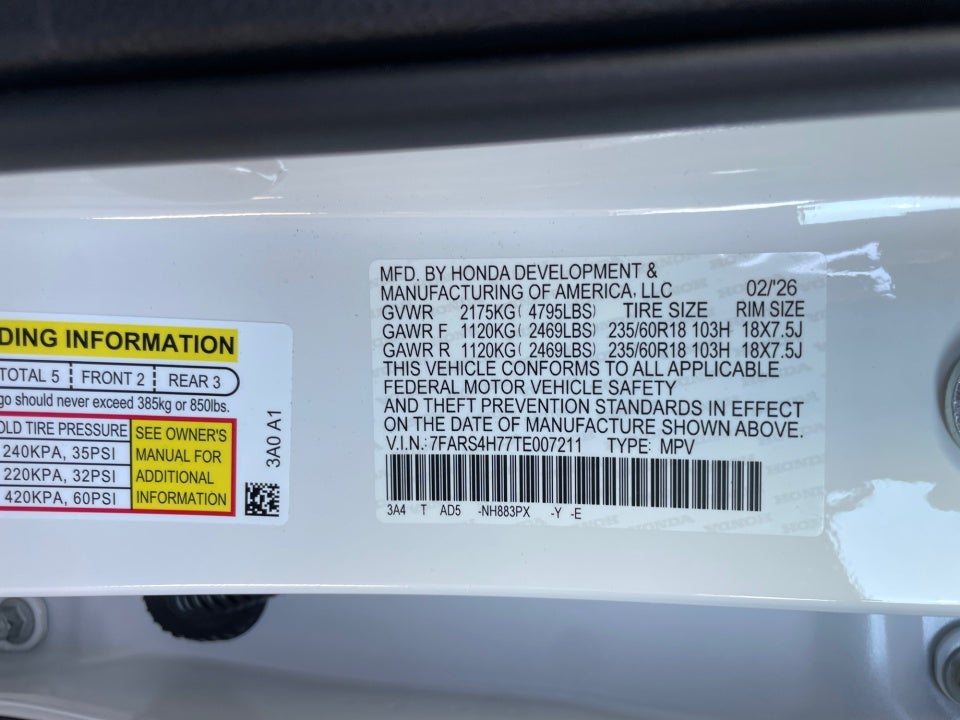 MFD. BY HONDA DEVELOPMENT &
MANUFACTURING OF AMERICA, LLC 02/'26
GVWR 2175KG( 4795LBS) TIRE SIZE RIM SIZE
GAWR F 1120KG( 2469LBS) 235/60R18 103H 18X7.5J
GAWR R 1120KG( 2469LBS) 235/60R18 103H 18X7.5J
THIS VEHICLE CONFORMS TO ALL APPLICABLE
FEDERAL MOTOR VEHICLE SAFETY
AND THEFT PREVENTION STANDARDS IN EFFECT
ON THE DATE OF MANUFACTURE SHOWN ABOVE.
V.I.N.: 7FARS4H77TE007211 TYPE: MPV
3A4 T AD5 -NH883PX -Y -E
DING INFORMATION
TOTAL 5 FRONT 2 REAR 3
go should never exceed 385kg or 850lbs.
OLD TIRE PRESSURE
240KPA, 35PSI
220KPA, 32PSI
420KPA, 60PSI
SEE OWNER'S
MANUAL FOR
ADDITIONAL
INFORMATION
3A0 A1